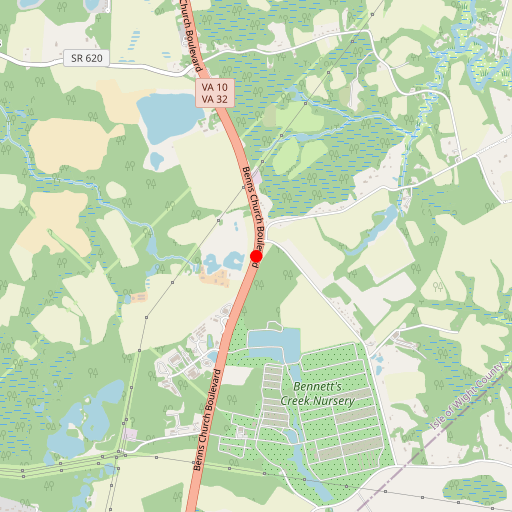 Benns Church Boulevard
SR 620
VA 10
VA 32
Benns Church Boulevard
Bennett's
Creek Nursery
Isle of Wight County
Benns Church Boulevard